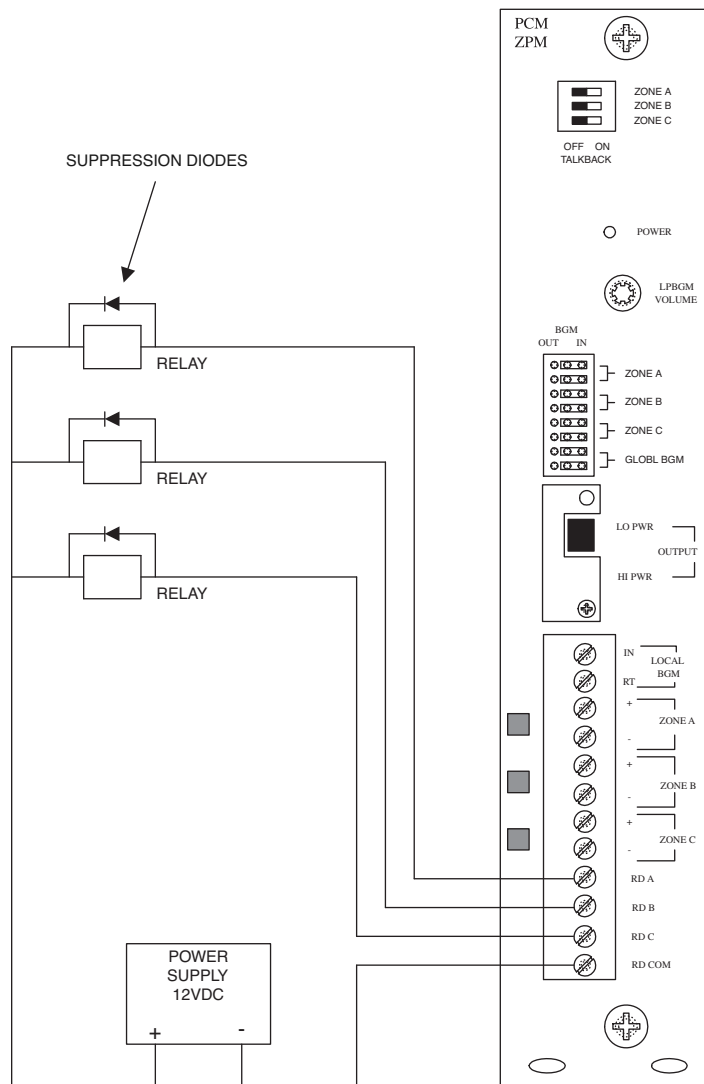 PCM
ZPM
ZONE A
ZONE B
ZONE C
OFF ON
TALKBACK
SUPPRESSION DIODES
POWER
LPBGM
VOLUME
RELAY
BGM
OUT IN
ZONE A
ZONE B
ZONE C
GLOBL BGM
RELAY
RELAY
LO PWR
OUTPUT
HI PWR
IN
LOCAL
BGM
RT
+
ZONE A
-
+
ZONE B
-
+
ZONE C
-
RD A
RD B
RD C
RD COM
POWER
SUPPLY
12VDC
+ -